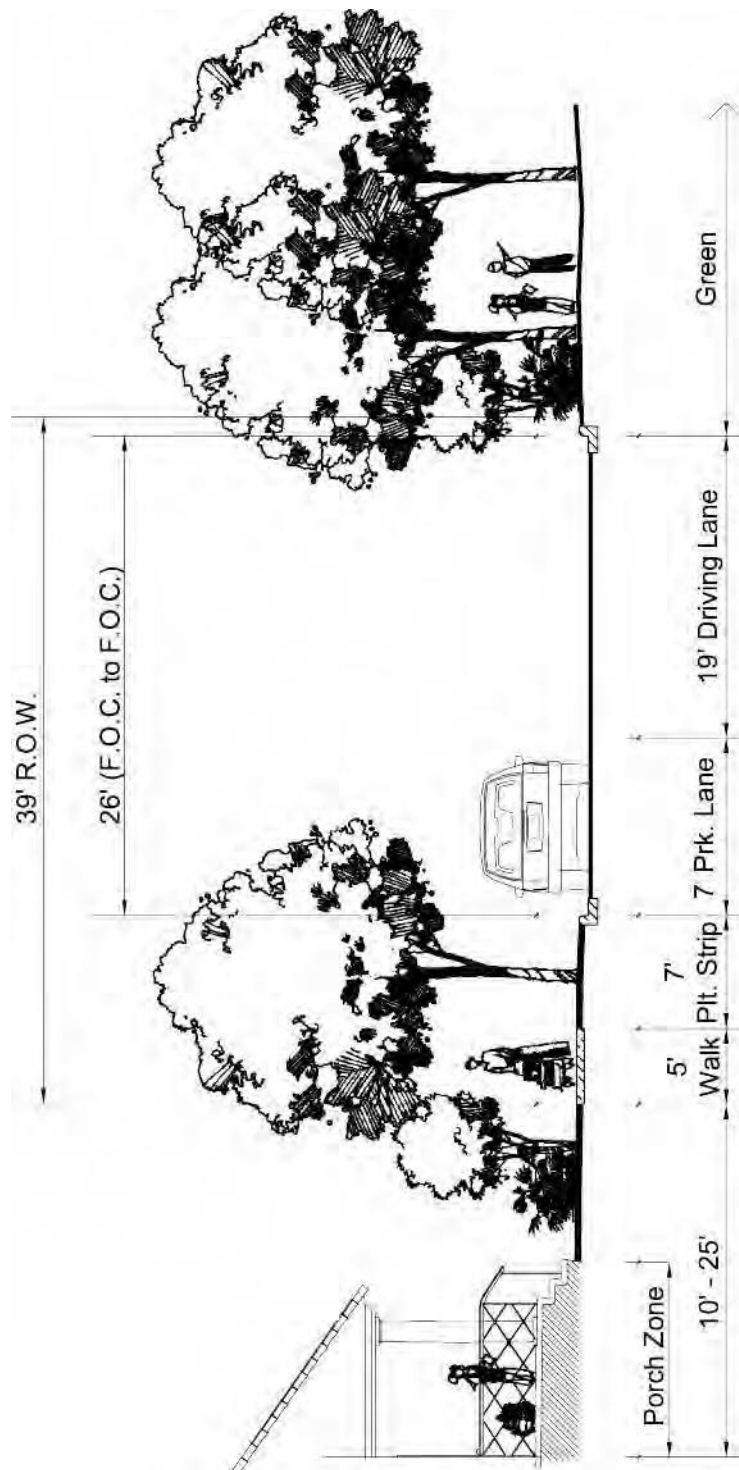 39' R.O.W.
26' (F.O.C. to F.O.C.)
Porch Zone
10' - 25'
5'
Walk
7'
Plt. Strip
7' Prk. Lane
19' Driving Lane
Green